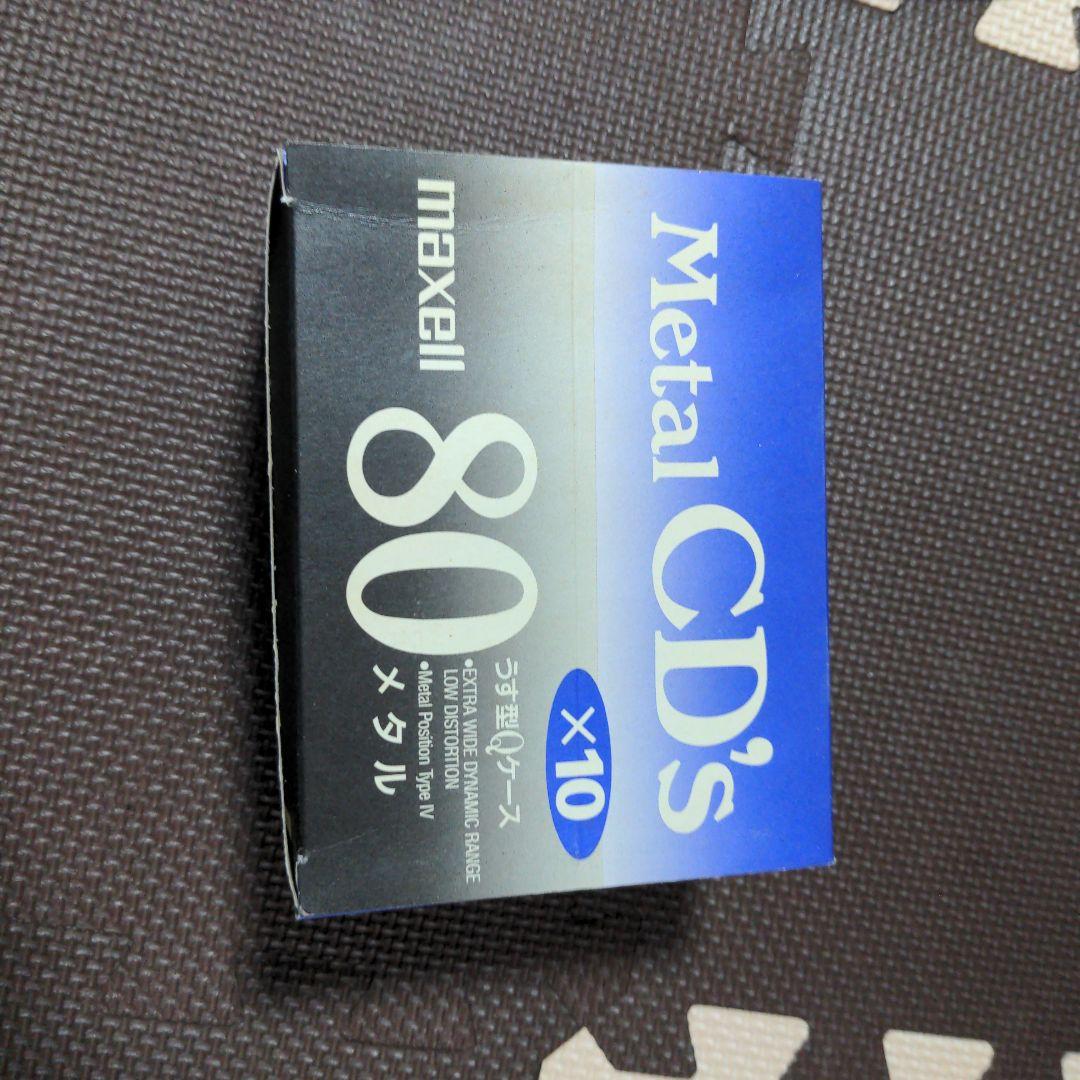 Metal CD's
×10
maxell
80
うす型Qケース
•EXTRA WIDE DYNAMIC RANGE
LOW DISTORTION
•Metal Position Type IV
メタル